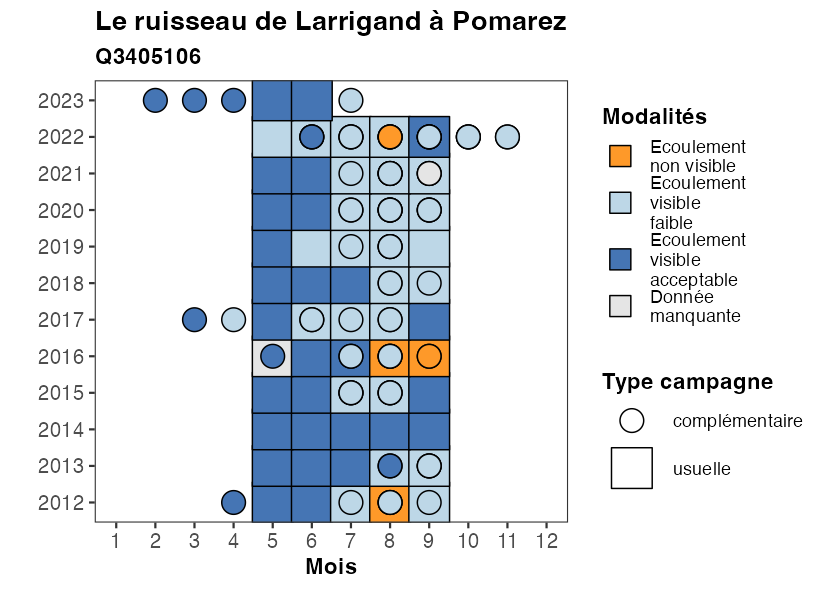 Le ruisseau de Larrigand à Pomarez
Q3405106
2023
2022
2021
2020
2019
2018
2017
2016
2015
2014
2013
2012
1 2 3 4 5 6 7 8 9 10 11 12
Mois
Modalités
Ecoulement
non visible
Ecoulement
visible
faible
Ecoulement
visible
acceptable
Donnée
manquante
Type campagne
complémentaire
usuelle